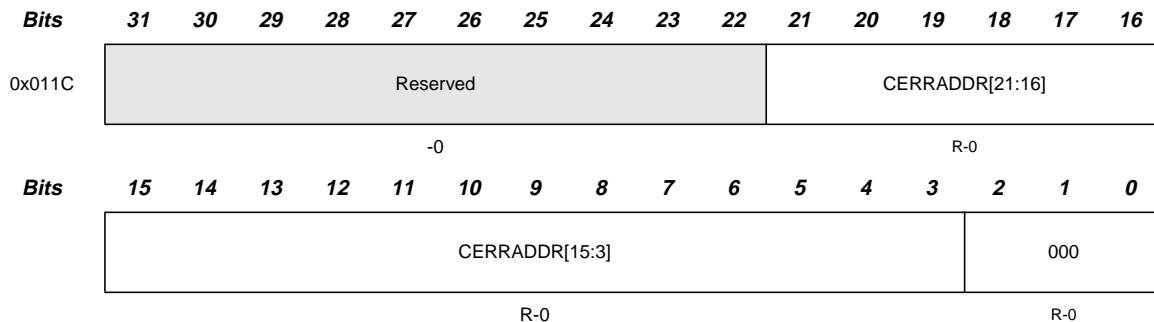 Bits 31 30 29 28 27 26 25 24 23 22 21 20 19 18 17 16
0x011C Reserved CERRADDR[21:16]
-0 R-0
Bits 15 14 13 12 11 10 9 8 7 6 5 4 3 2 1 0
CERRADDR[15:3] 000
R-0 R-0